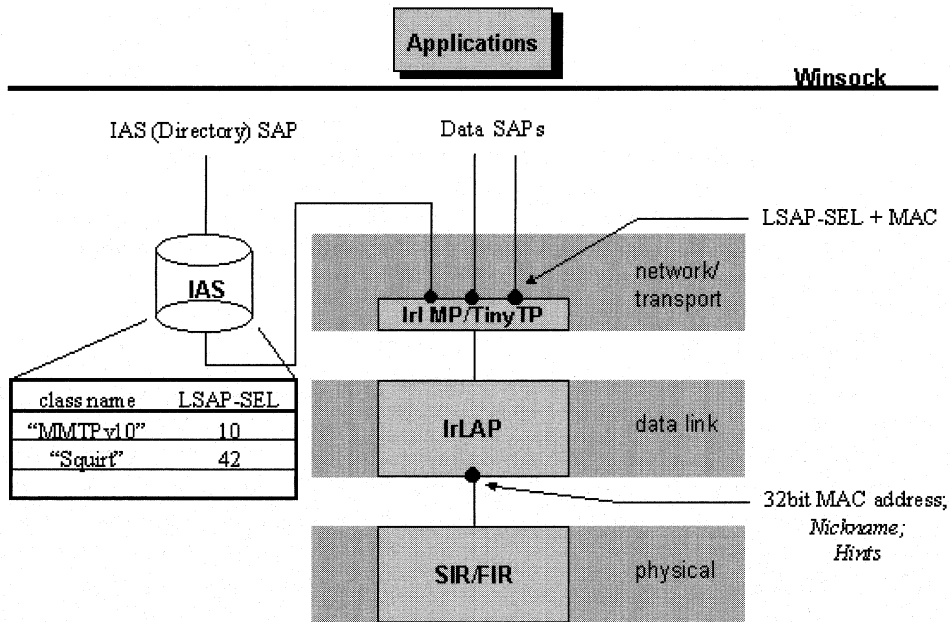 Applications
Winsock
IAS (Directory) SAP
Data SAPs
LSAP-SEL + MAC
network/
transport
IAS
IrLMP/TinyTP
class name LSAP-SEL
“MMTPv10” 10
“Squirt” 42
IrLAP
data link
32bit MAC address;
Nickname;
Hints
SIR/FIR
physical